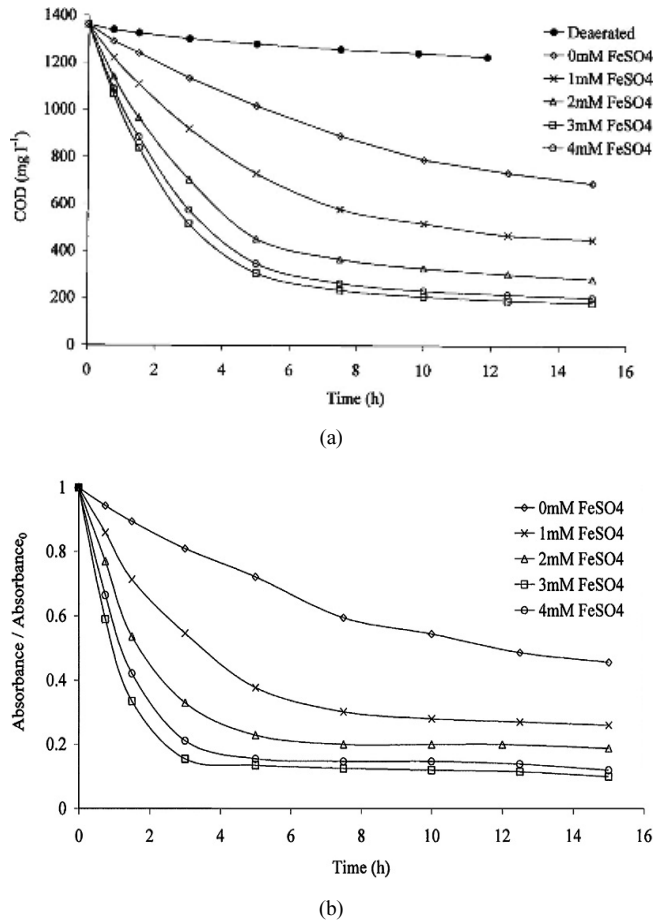 1400
1200
1000
800
600
400
200
0
COD (mg l⁻¹)
0 2 4 6 8 10 12 14 16
Time (h)
Deaerated
0mM FeSO4
1mM FeSO4
2mM FeSO4
3mM FeSO4
4mM FeSO4
(a)
1
0.8
0.6
0.4
0.2
0
Absorbance / Absorbance₀
0 2 4 6 8 10 12 14 16
Time (h)
0mM FeSO4
1mM FeSO4
2mM FeSO4
3mM FeSO4
4mM FeSO4
(b)